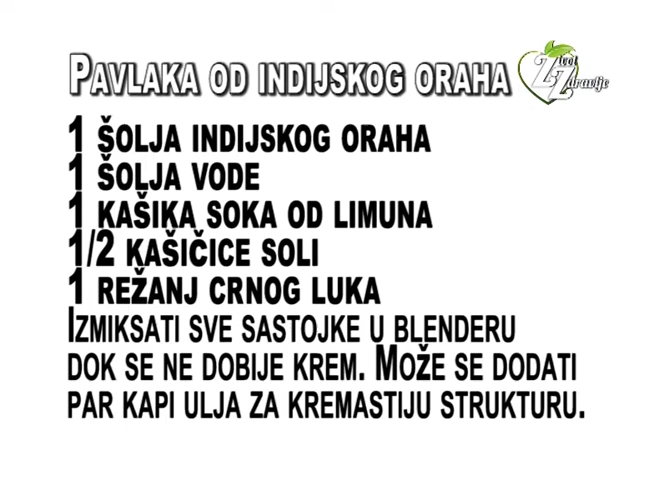 PAVLAKA OD INDIJSKOG ORAHA
Život
Zdravlje
1 ŠOLJA INDIJSKOG ORAHA
1 ŠOLJA VODE
1 KAŠIKA SOKA OD LIMUNA
1/2 KAŠIČICE SOLI
1 REŽANJ CRNOG LUKA
IZMIKSATI SVE SASTOJKE U BLENDERU
DOK SE NE DOBIJE KREM. MOŽE SE DODATI
PAR KAPI ULJA ZA KREMASTIJU STRUKTURU.